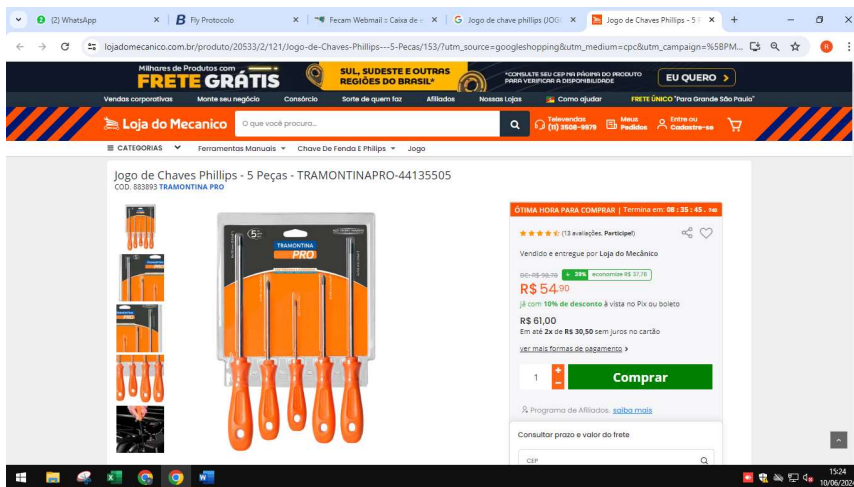 (2) WhatsApp
Fly Protocolo
Fecam Webmail :: Caixa de e
Jogo de chave phillips (JOG
Jogo de Chaves Phillips - 5
lojadomecanico.com.br/produto/20533/2/121/Jogo-de-Chaves-Phillips---5-Pecas/153/?utm_source=googleshopping&utm_medium=cpc&utm_campaign=%5BPM...
Milhares de Produtos com
FRETE GRÁTIS
SUL, SUDESTE E OUTRAS
REGIÕES DO BRASIL*
*CONSULTE SEU CEP NA PÁGINA DO PRODUTO
PARA VERIFICAR A DISPONIBILIDADE
EU QUERO
Vendas corporativas Monte seu negócio Consórcio Sorte de quem faz Afiliados Nossas Lojas Como ajudar FRETE ÚNICO "Para Grande São Paulo"
Loja do Mecanico
O que você procura...
Televendas
(11) 3508-9979
Meus
Pedidos
Entre ou
Cadastre-se
CATEGORIAS Ferramentas Manuais Chave De Fenda E Philips Jogo
Jogo de Chaves Phillips - 5 Peças - TRAMONTINAPRO-44135505
COD. 883893 TRAMONTINA PRO
5
TRAMONTINA
PRO
ÓTIMA HORA PARA COMPRAR | Termina em: 08 : 35 : 45 . 740
(13 avaliações. Participe!)
Vendido e entregue por Loja do Mecânico
39% economize R$ 37,78
R$ 54,90
já com 10% de desconto à vista no Pix ou boleto
R$ 61,00
Em até 2x de R$ 30,50 sem juros no cartão
ver mais formas de pagamento
1
+
-
Comprar
Programa de Afiliados. saiba mais
Consultar prazo e valor do frete
CEP
15:24
10/06/2024